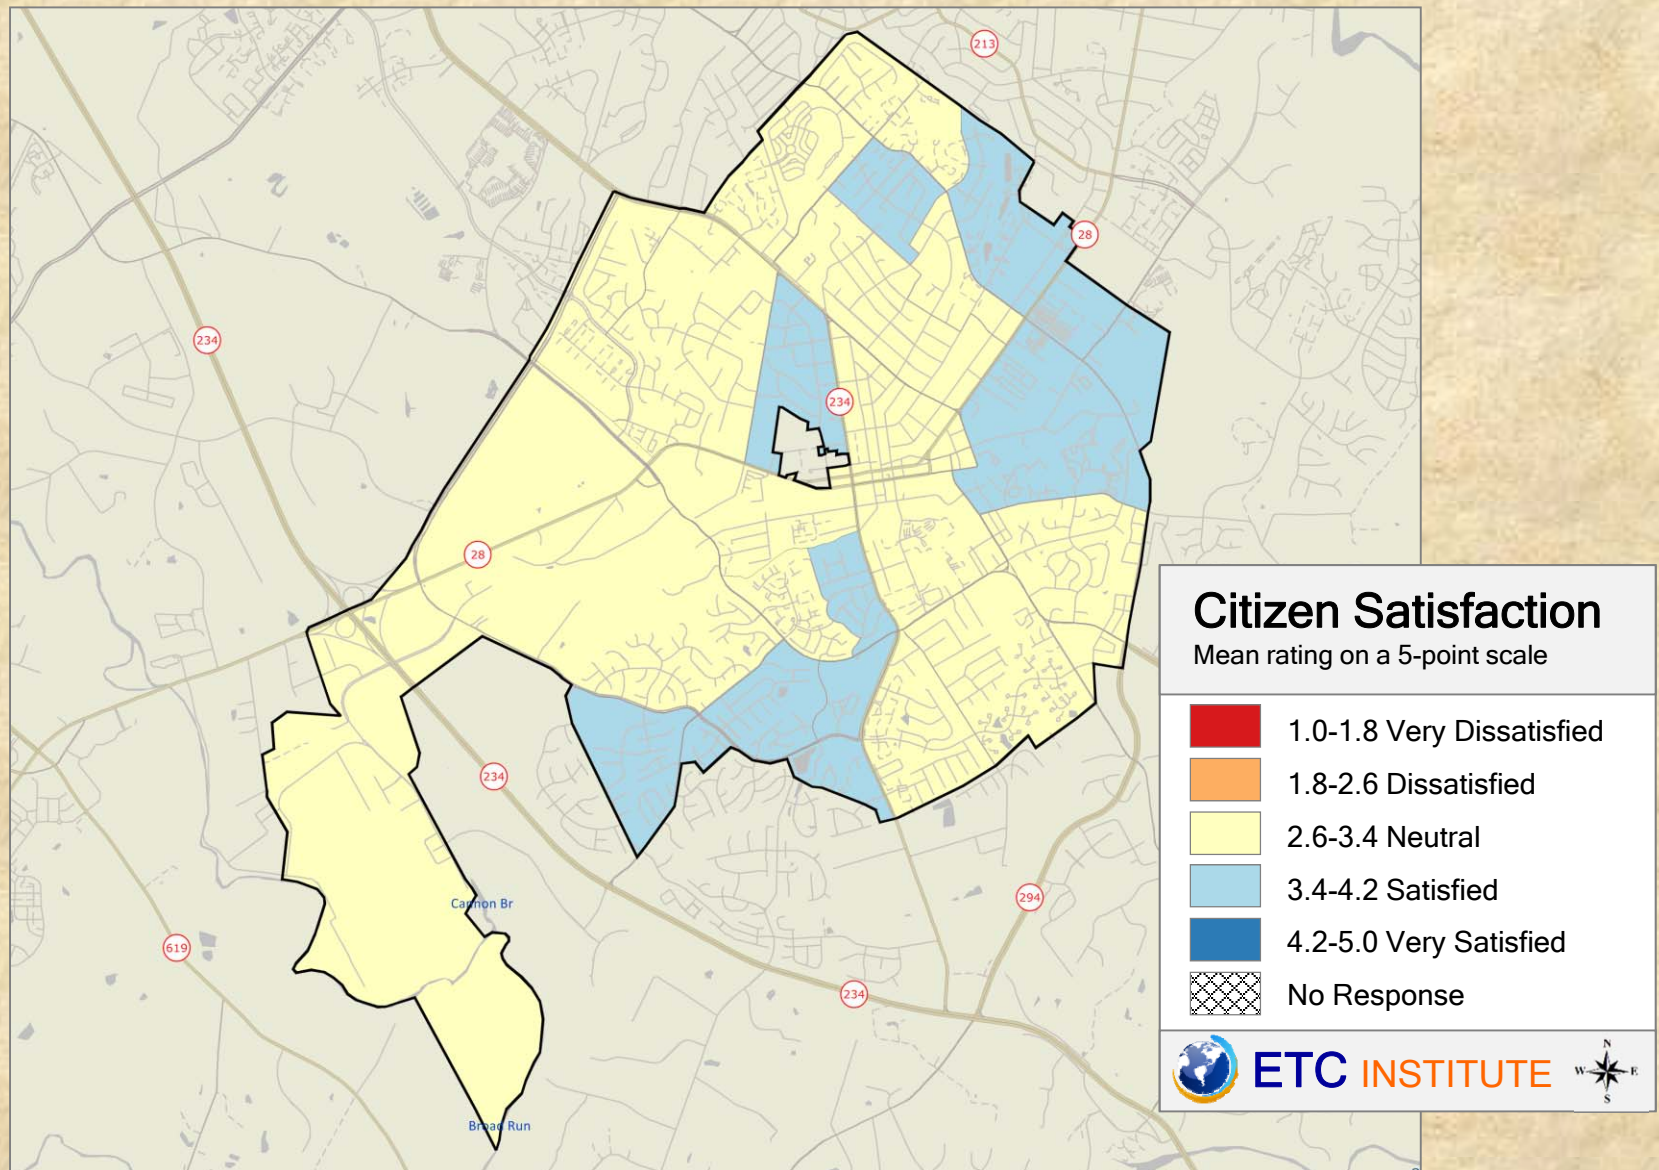 213
28
234
234
28
Citizen Satisfaction
Mean rating on a 5-point scale
1.0-1.8 Very Dissatisfied
1.8-2.6 Dissatisfied
2.6-3.4 Neutral
3.4-4.2 Satisfied
4.2-5.0 Very Satisfied
No Response
234
294
Cannon Br
619
234
ETC INSTITUTE
N
W E
S
Broad Run